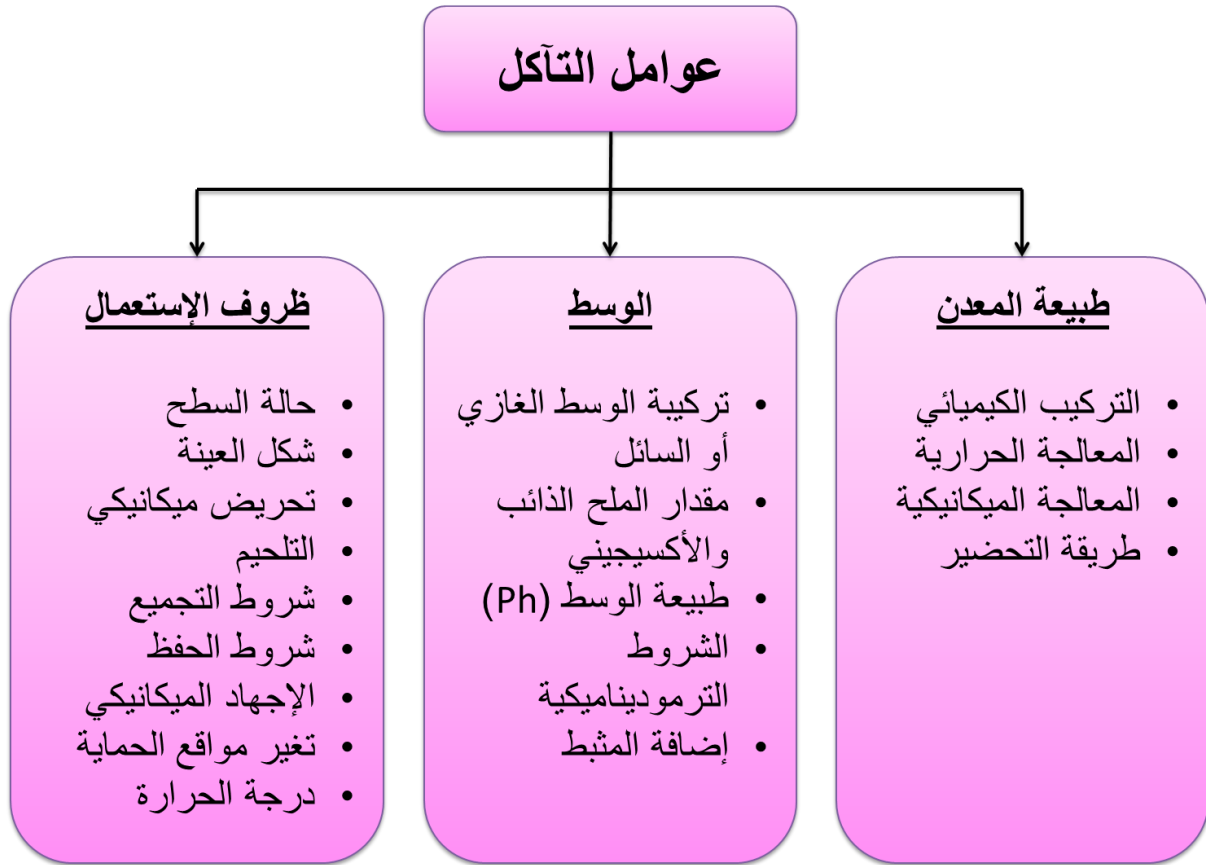 عوامل التآكل
طبيعة المعدن
• التركيب الكيميائي
• المعالجة الحرارية
• المعالجة الميكانيكية
• طريقة التحضير
الوسط
• تركيبة الوسط الغازي
أو السائل
• مقدار الملح الذائب
والأكسيجيني
• طبيعة الوسط (Ph)
• الشروط
الترموديناميكية
• إضافة المثبط
ظروف الإستعمال
• حالة السطح
• شكل العينة
• تحريض ميكانيكي
• التلحيم
• شروط التجميع
• شروط الحفظ
• الإجهاد الميكانيكي
• تغير مواقع الحماية
• درجة الحرارة